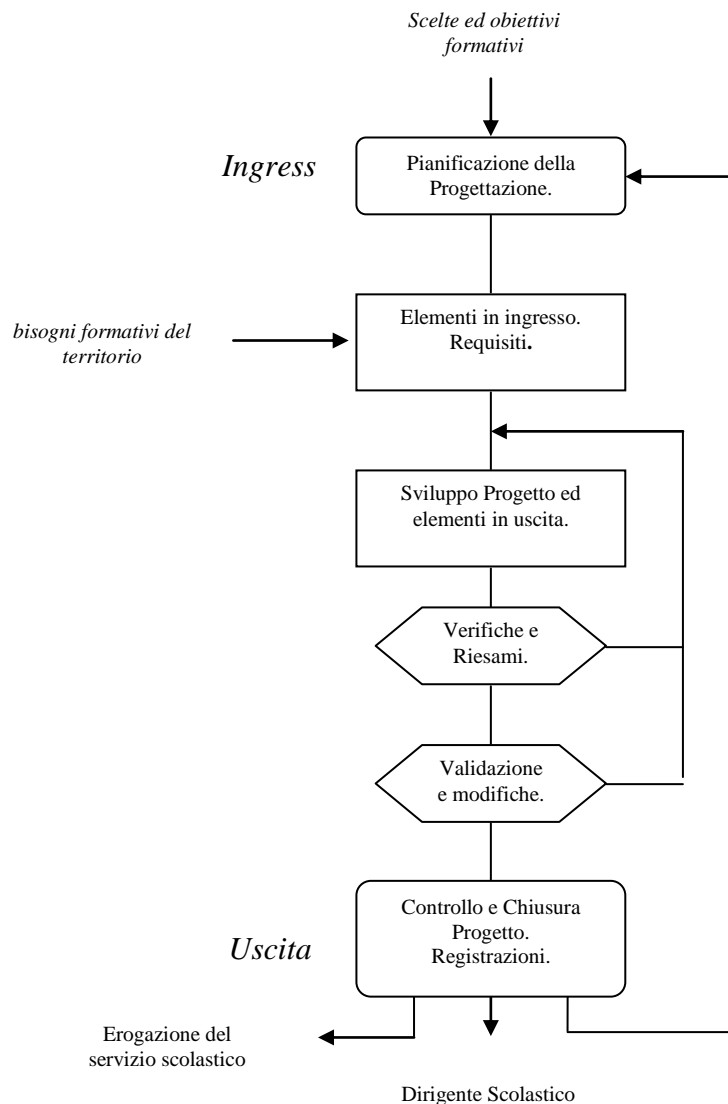 Scelte ed obiettivi
formativi
Ingress
Pianificazione della
Progettazione.
bisogni formativi del
territorio
Elementi in ingresso.
Requisiti.
Sviluppo Progetto ed
elementi in uscita.
Verifiche e
Riesami.
Validazione
e modifiche.
Uscita
Controllo e Chiusura
Progetto.
Registrazioni.
Erogazione del
servizio scolastico
Dirigente Scolastico